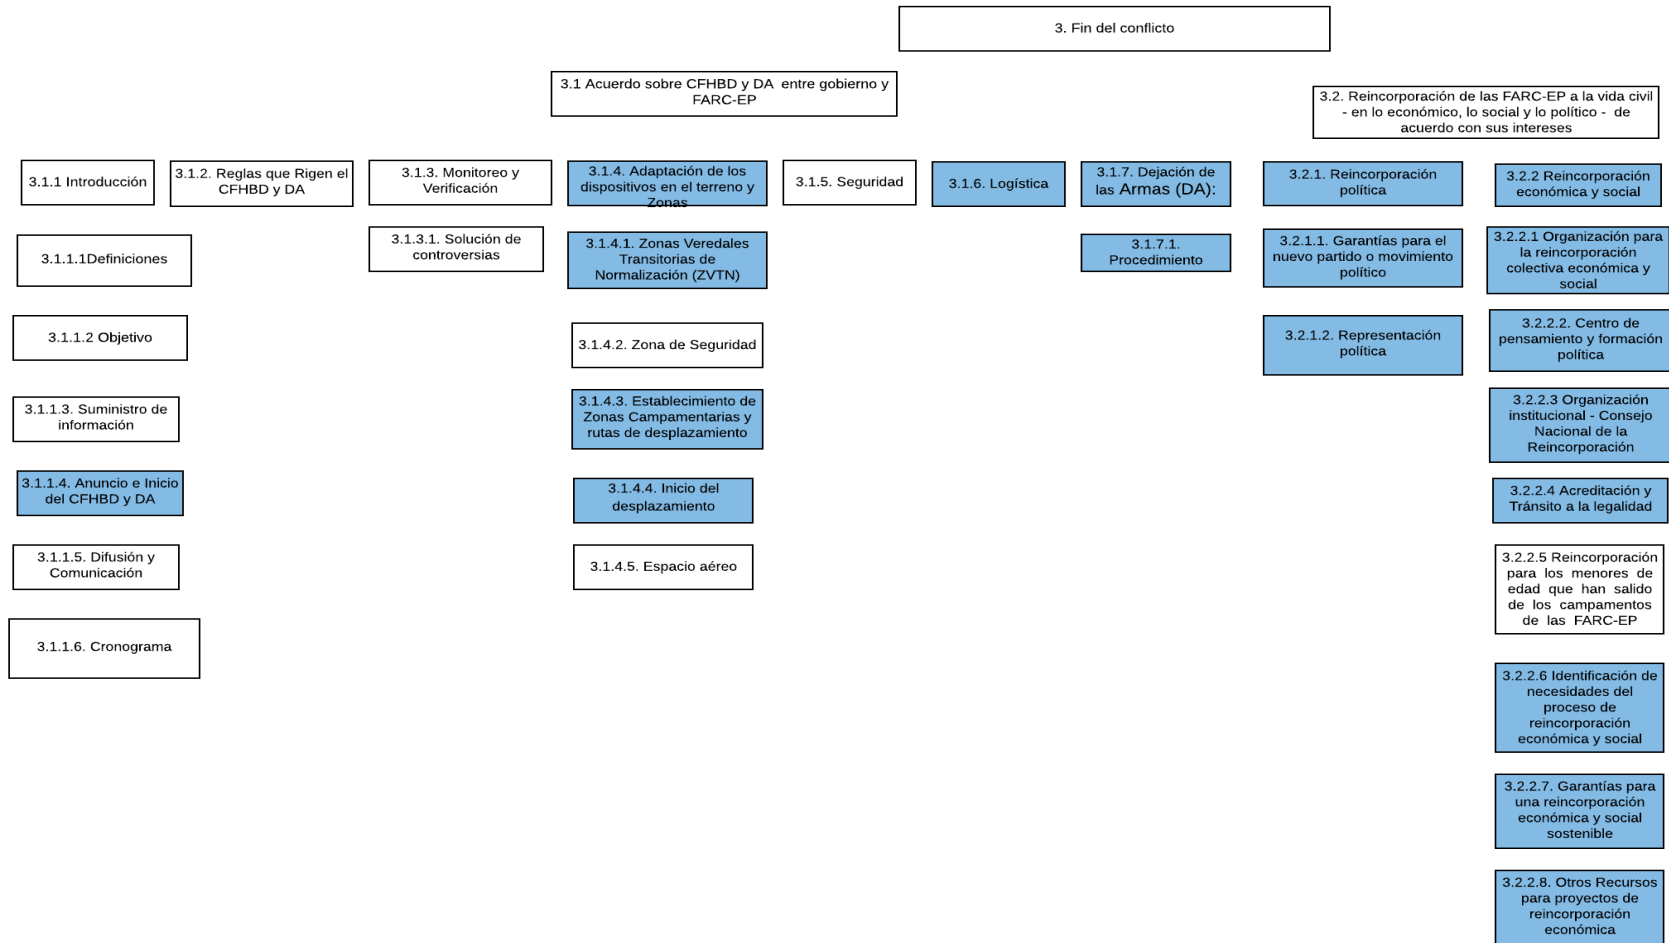 3. Fin del conflicto
3.1 Acuerdo sobre CFHBD y DA entre gobierno y
FARC-EP
3.2. Reincorporación de las FARC-EP a la vida civil
- en lo económico, lo social y lo político - de
acuerdo con sus intereses
3.1.1 Introducción
3.1.1.1Definiciones
3.1.1.2 Objetivo
3.1.1.3. Suministro de
información
3.1.1.4. Anuncio e Inicio
del CFHBD y DA
3.1.1.5. Difusión y
Comunicación
3.1.1.6. Cronograma
3.1.2. Reglas que Rigen el
CFHBD y DA
3.1.3. Monitoreo y
Verificación
3.1.3.1. Solución de
controversias
3.1.4. Adaptación de los
dispositivos en el terreno y
Zonas
3.1.4.1. Zonas Veredales
Transitorias de
Normalización (ZVTN)
3.1.4.2. Zona de Seguridad
3.1.4.3. Establecimiento de
Zonas Campamentarias y
rutas de desplazamiento
3.1.4.4. Inicio del
desplazamiento
3.1.4.5. Espacio aéreo
3.1.5. Seguridad
3.1.6. Logística
3.1.7. Dejación de
las Armas (DA):
3.1.7.1.
Procedimiento
3.2.1. Reincorporación
política
3.2.1.1. Garantías para el
nuevo partido o movimiento
político
3.2.1.2. Representación
política
3.2.2 Reincorporación
económica y social
3.2.2.1 Organización para
la reincorporación
colectiva económica y
social
3.2.2.2. Centro de
pensamiento y formación
política
3.2.2.3 Organización
institucional - Consejo
Nacional de la
Reincorporación
3.2.2.4 Acreditación y
Tránsito a la legalidad
3.2.2.5 Reincorporación
para los menores de
edad que han salido
de los campamentos
de las FARC-EP
3.2.2.6 Identificación de
necesidades del
proceso de
reincorporación
económica y social
3.2.2.7. Garantías para
una reincorporación
económica y social
sostenible
3.2.2.8. Otros Recursos
para proyectos de
reincorporación
económica